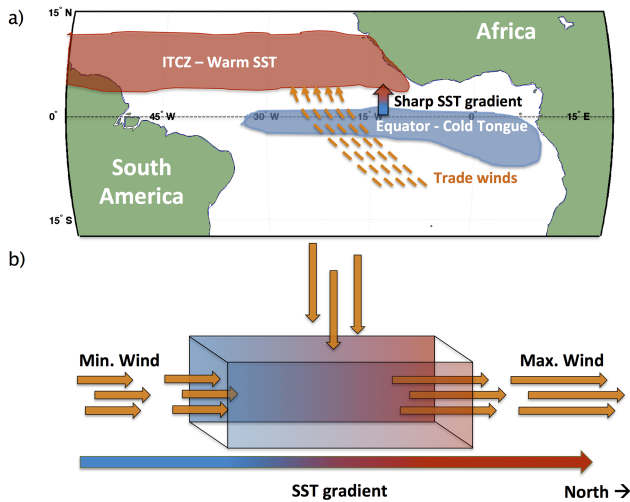 a)
15° N
Africa
ITCZ – Warm SST
Sharp SST gradient
0°
45° W
30° W
15° W
0°
15° E
Equator - Cold Tongue
South
America
Trade winds
15° S
b)
Min. Wind
Max. Wind
SST gradient
North →